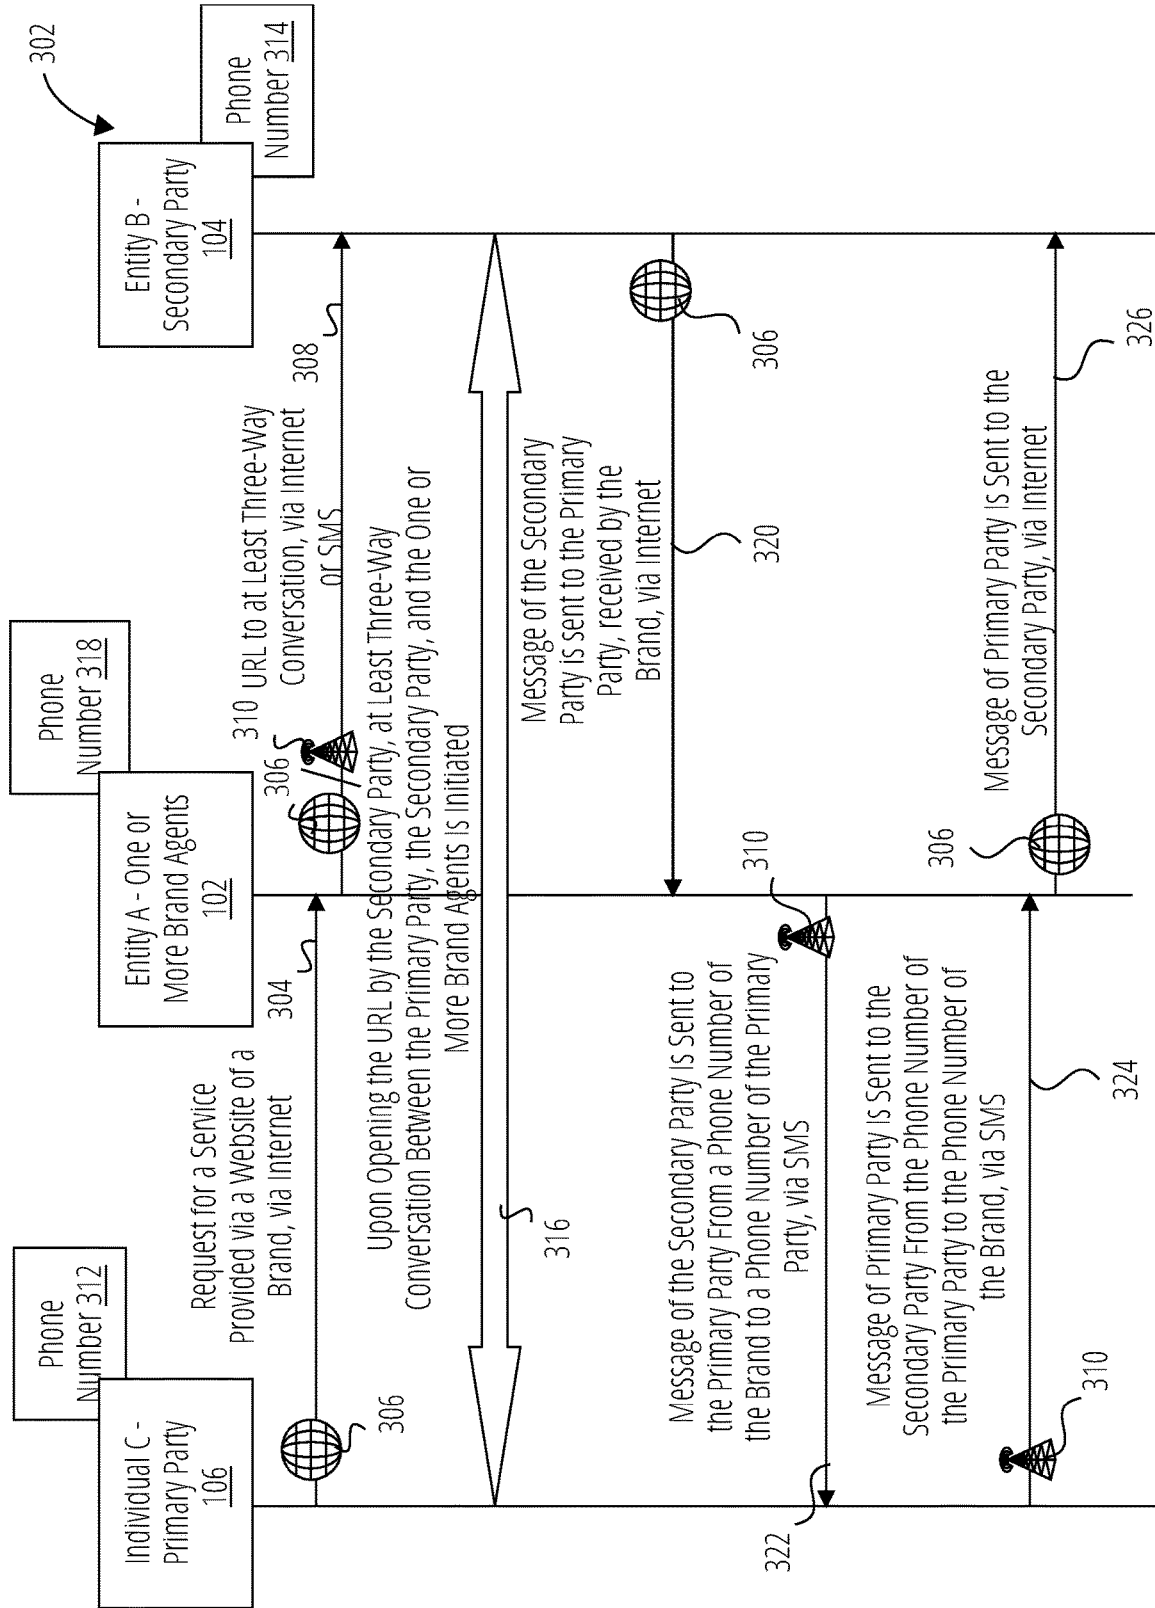 302
Individual C -
Primary Party
106
Phone
Number 312
Entity A - One or
More Brand Agents
102
Phone
Number 318
Entity B -
Secondary Party
104
Phone
Number 314
Request for a Service
Provided via a Website of a
Brand, via Internet
304
306
306
310
URL to at Least Three-Way
Conversation, via Internet
or SMS
308
Upon Opening the URL by the Secondary Party, at Least Three-Way
Conversation Between the Primary Party, the Secondary Party, and the One or
More Brand Agents is Initiated
316
Message of the Secondary
Party is sent to the Primary
Party, received by the
Brand, via Internet
306
320
Message of the Secondary Party is Sent to
the Primary Party From a Phone Number of
the Brand to a Phone Number of the Primary
Party, via SMS
310
322
Message of Primary Party is Sent to the
Secondary Party From the Phone Number of
the Primary Party to the Phone Number of
the Brand, via SMS
310
324
Message of Primary Party is Sent to the
Secondary Party, via Internet
306
326